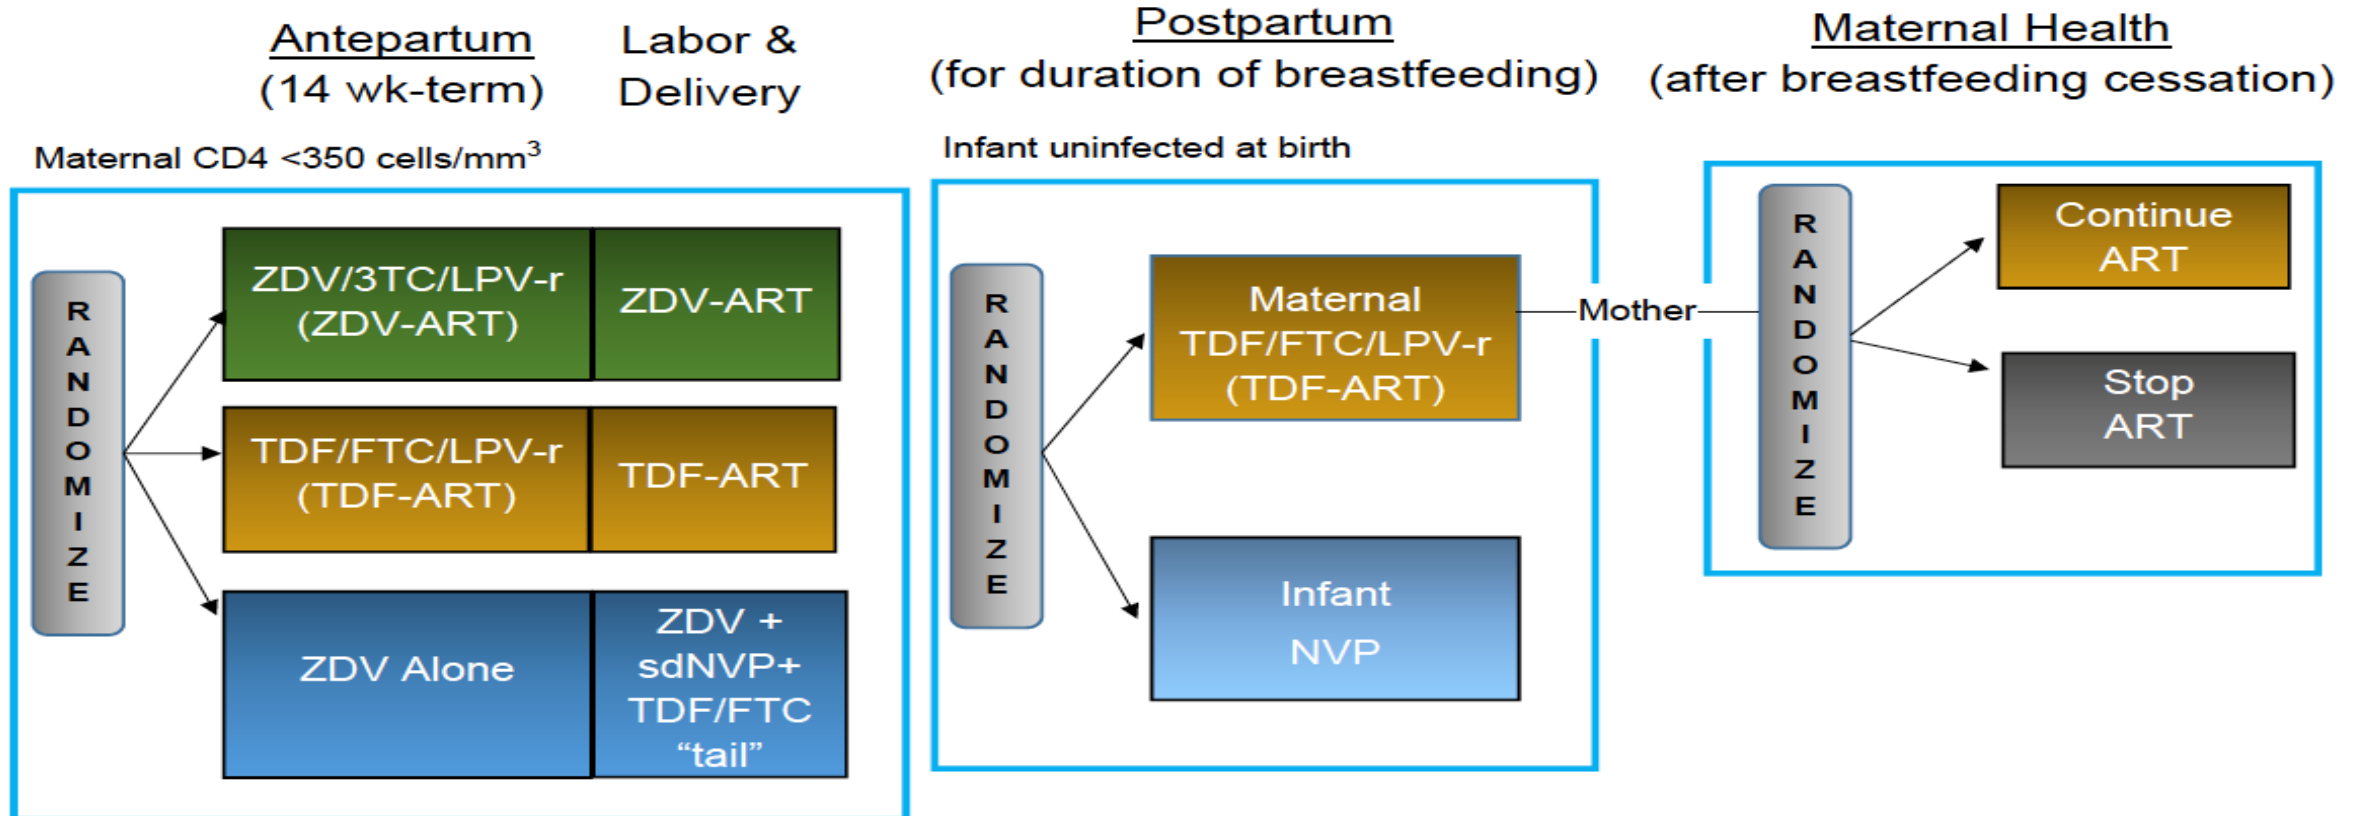 Antepartum
(14 wk-term)
Labor &
Delivery
Postpartum
(for duration of breastfeeding)
Maternal Health
(after breastfeeding cessation)
Maternal CD4 <350 cells/mm³
RANDOMIZE
ZDV/3TC/LPV-r
(ZDV-ART)
ZDV-ART
TDF/FTC/LPV-r
(TDF-ART)
TDF-ART
ZDV Alone
ZDV +
sdNVP+
TDF/FTC
“tail”
Infant uninfected at birth
RANDOMIZE
Maternal
TDF/FTC/LPV-r
(TDF-ART)
Infant
NVP
Mother
RANDOMIZE
Continue
ART
Stop
ART